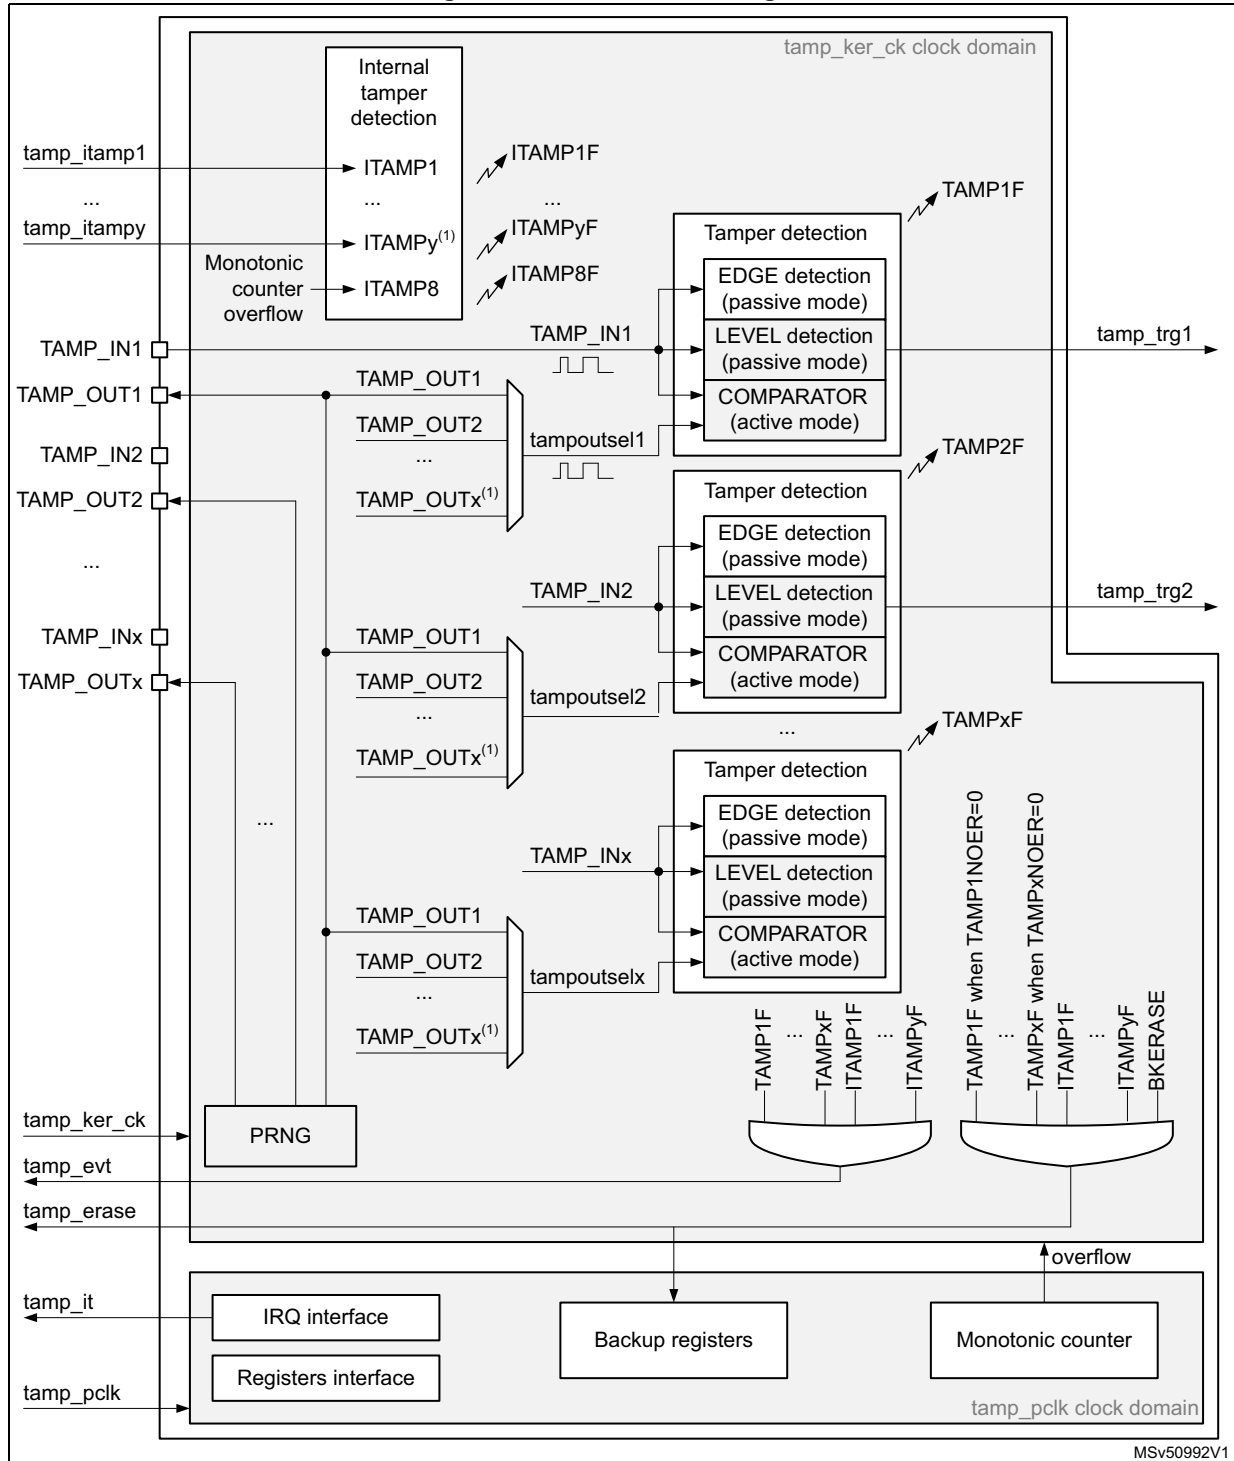 tamp_ker_ck clock domain
Internal
tamper
detection
tamp_itamp1
ITAMP1
ITAMP1F
...
...
...
tamp_itampy
ITAMPy(1)
ITAMPyF
Monotonic
counter
overflow
ITAMP8
ITAMP8F
TAMP1F
Tamper detection
EDGE detection
(passive mode)
LEVEL detection
(passive mode)
COMPARATOR
(active mode)
TAMP_IN1
TAMP_IN1
tamp_trg1
TAMP_OUT1
TAMP_OUT1
TAMP_OUT2
...
TAMP_OUTx(1)
tampoutsel1
TAMP_IN2
TAMP_OUT2
...
TAMP_INx
TAMP_OUTx
TAMP2F
Tamper detection
EDGE detection
(passive mode)
LEVEL detection
(passive mode)
COMPARATOR
(active mode)
TAMP_IN2
tamp_trg2
TAMP_OUT1
TAMP_OUT2
...
TAMP_OUTx(1)
tampoutsel2
...
TAMPxF
Tamper detection
EDGE detection
(passive mode)
LEVEL detection
(passive mode)
COMPARATOR
(active mode)
...
TAMP_INx
TAMP_OUT1
TAMP_OUT2
...
TAMP_OUTx(1)
tampoutselx
TAMP1F
...
TAMPxF
ITAMP1F
...
ITAMPyF
TAMP1F when TAMP1NOER=0
...
TAMPxF when TAMPxNOER=0
ITAMP1F
...
ITAMPyF
BKERASE
tamp_ker_ck
PRNG
tamp_evt
tamp_erase
overflow
tamp_it
IRQ interface
Backup registers
Monotonic counter
Registers interface
tamp_pclk
tamp_pclk clock domain
MSv50992V1